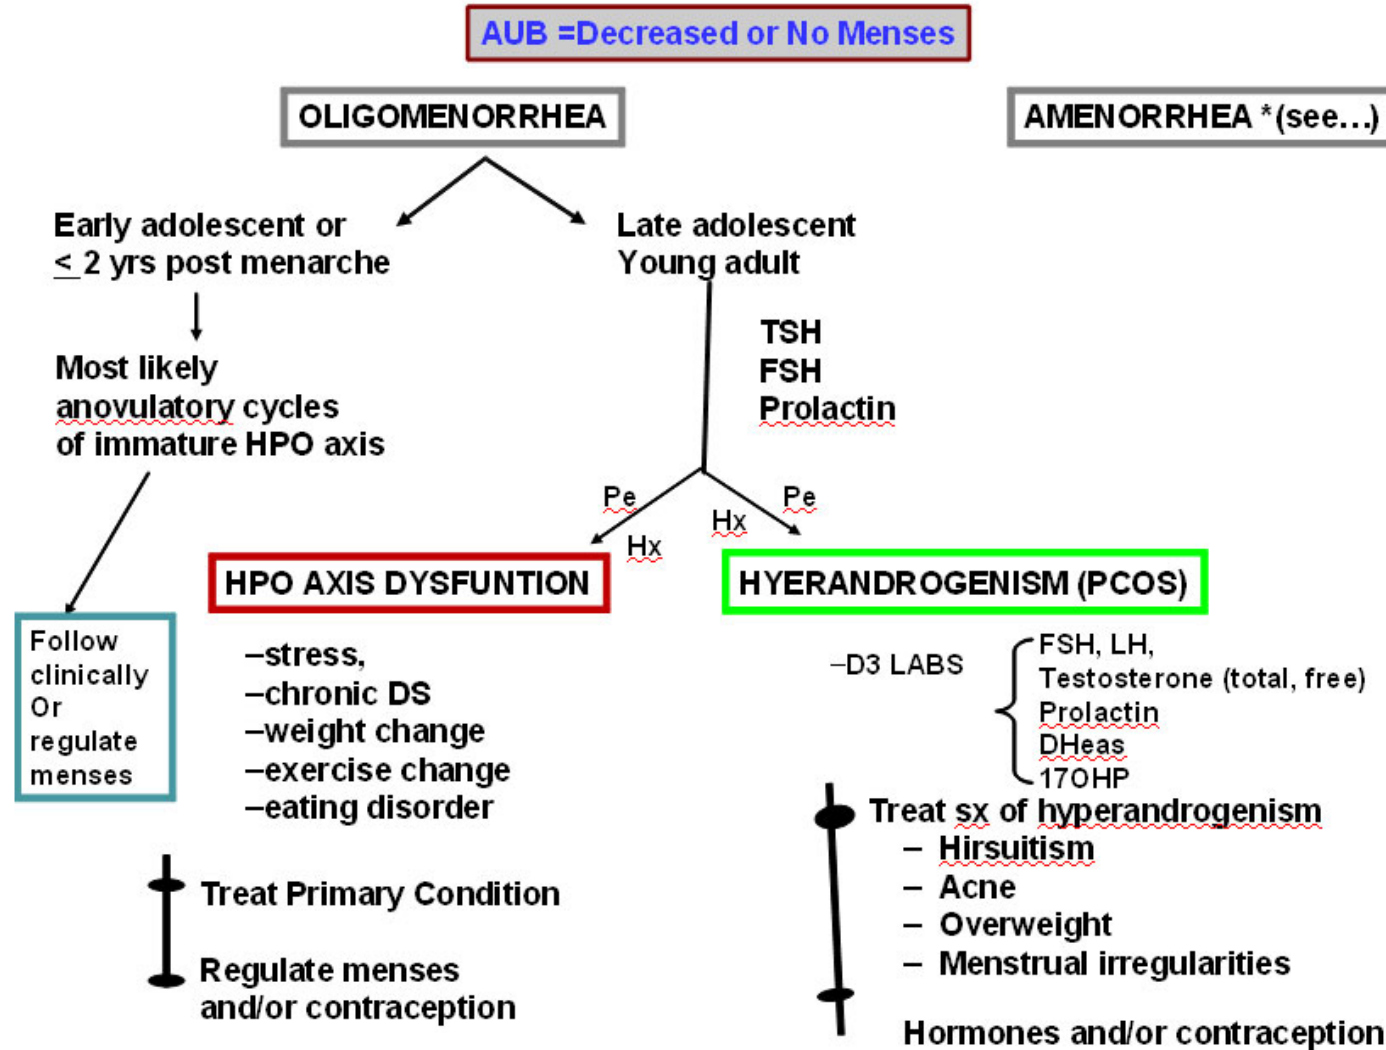 AUB =Decreased or No Menses
OLIGOMENORRHEA
AMENORRHEA *(see...)
Early adolescent or
< 2 yrs post menarche
Late adolescent
Young adult
TSH
FSH
Prolactin
Most likely
anovulatory cycles
of immature HPO axis
Pe
Hx
Hx
Pe
HPO AXIS DYSFUNTION
HYERANDROGENISM (PCOS)
Follow
clinically
Or
regulate
menses
–stress,
–chronic DS
–weight change
–exercise change
–eating disorder
–D3 LABS
FSH, LH,
Testosterone (total, free)
Prolactin
DHeas
17OHP
Treat Primary Condition
Regulate menses
and/or contraception
Treat sx of hyperandrogenism
– Hirsuitism
– Acne
– Overweight
– Menstrual irregularities
Hormones and/or contraception